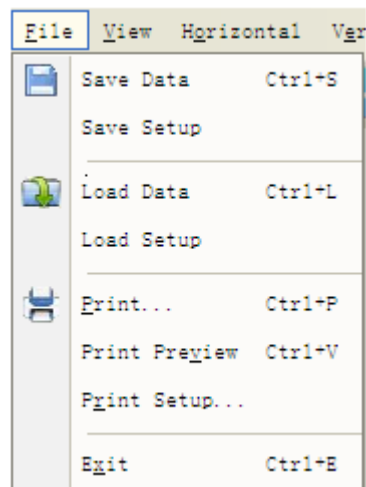 File View Horizontal Ver
Save Data Ctrl+S
Save Setup
Load Data Ctrl+L
Load Setup
Print... Ctrl+P
Print Preview Ctrl+V
Print Setup...
Exit Ctrl+E